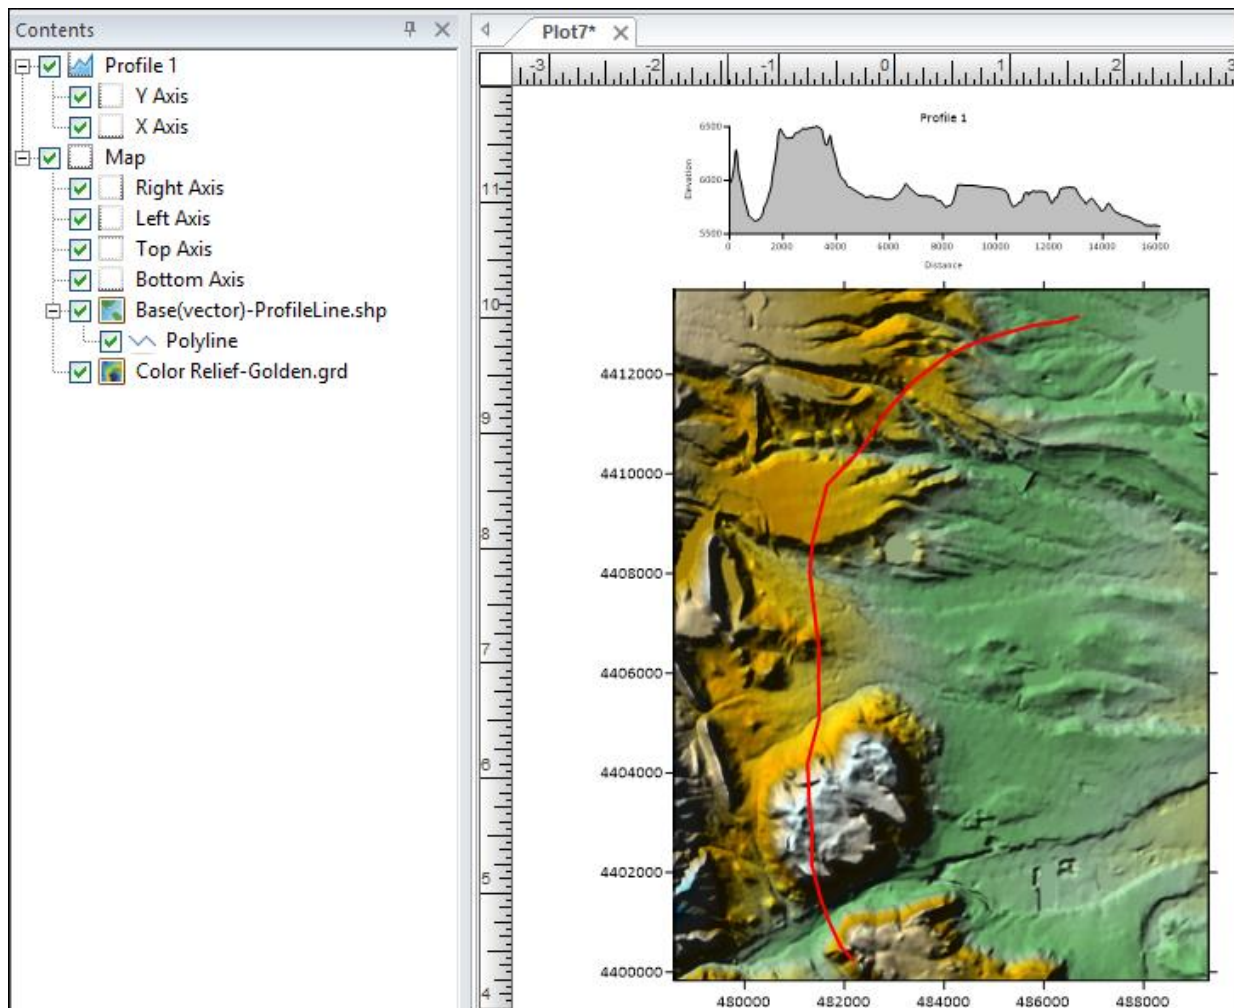 Contents
Profile 1
Y Axis
X Axis
Map
Right Axis
Left Axis
Top Axis
Bottom Axis
Base(vector)-ProfileLine.shp
Polyline
Color Relief-Golden.grd
Plot7*
-3 -2 -1 0 1 2 3
11
10
9
8
7
6
5
4
Profile 1
Elevation
6500
6000
5500
0 2000 4000 6000 8000 10000 12000 14000 16000
Distance
4412000
4410000
4408000
4406000
4404000
4402000
4400000
480000 482000 484000 486000 488000